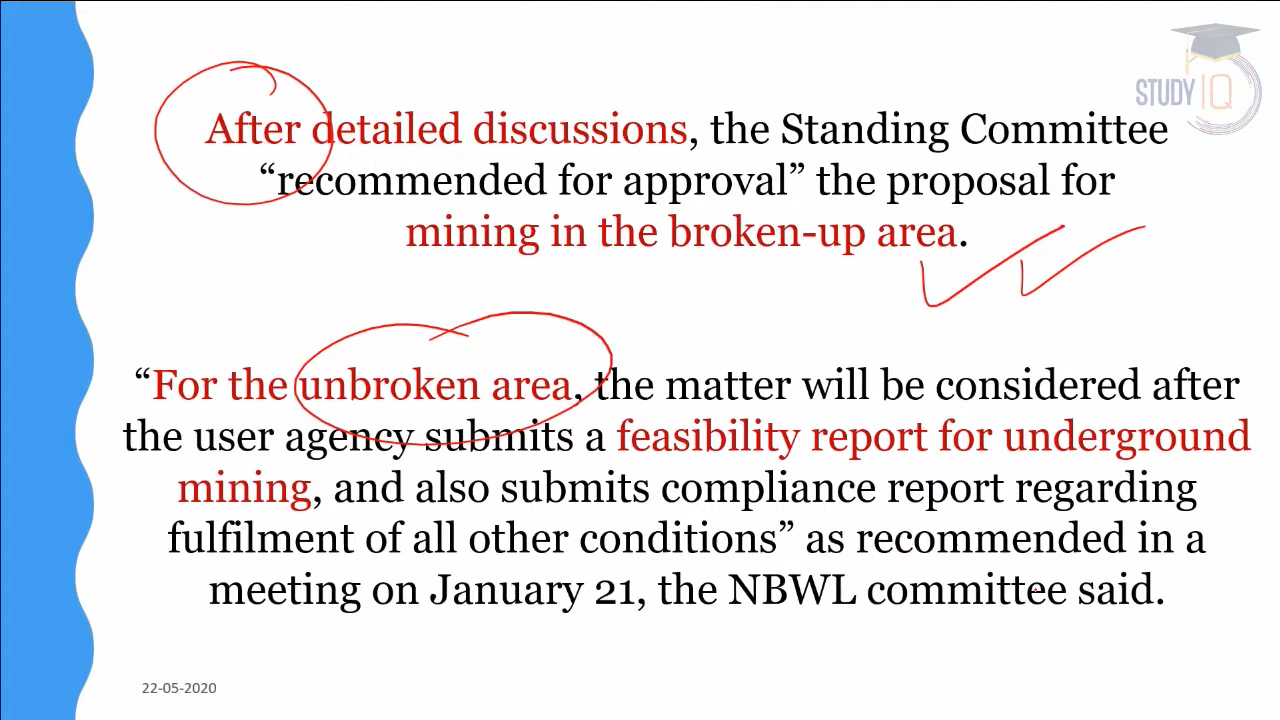 STUDY IQ
After detailed discussions, the Standing Committee
“recommended for approval” the proposal for
mining in the broken-up area.
“For the unbroken area, the matter will be considered after
the user agency submits a feasibility report for underground
mining, and also submits compliance report regarding
fulfilment of all other conditions” as recommended in a
meeting on January 21, the NBWL committee said.
22-05-2020